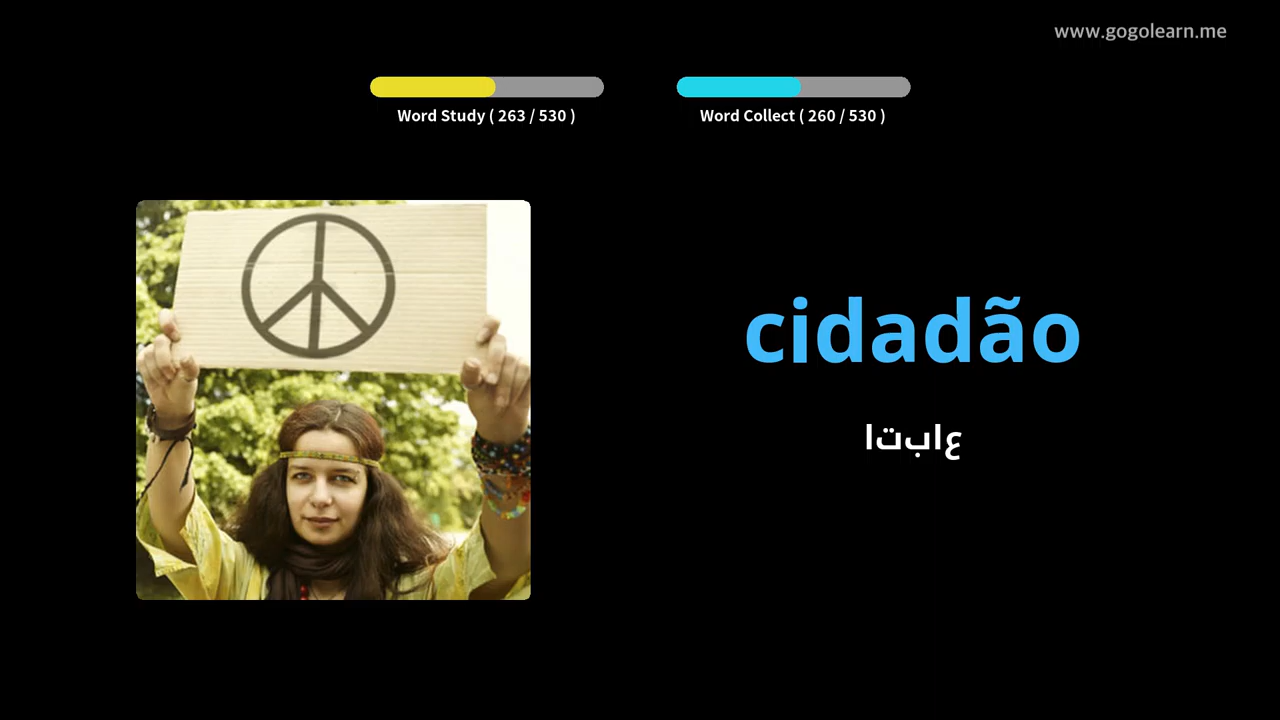 www.gogolearn.me
Word Study ( 263 / 530 )
Word Collect ( 260 / 530 )
cidadão
اتباع